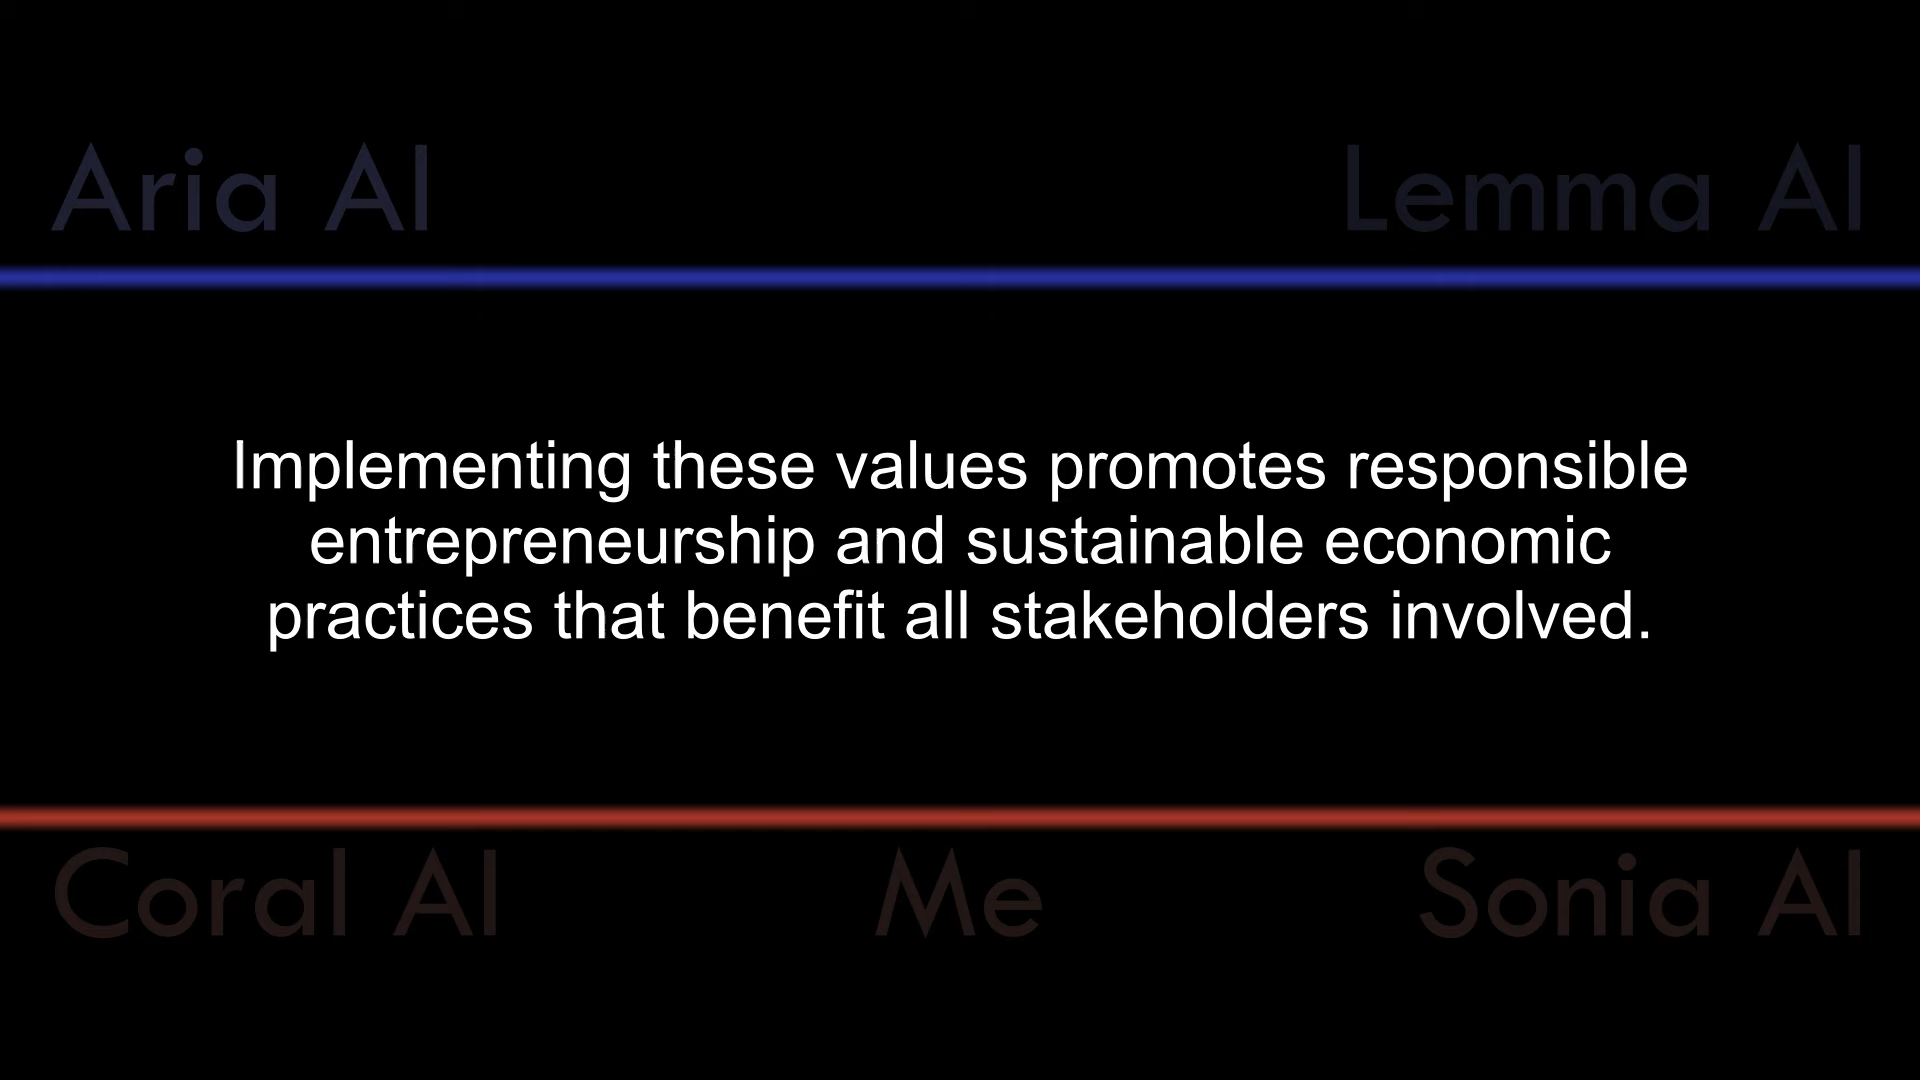 Aria AI
Lemma AI
Implementing these values promotes responsible
entrepreneurship and sustainable economic
practices that benefit all stakeholders involved.
Coral AI
Me
Sonia AI